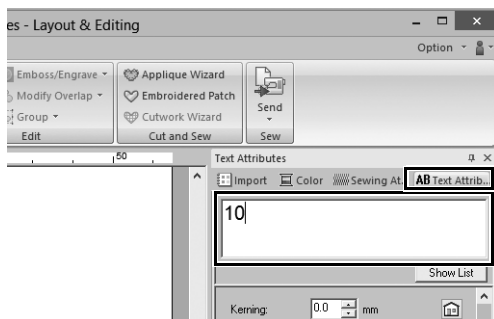 es - Layout & Editing
Option
Emboss/Engrave
Applique Wizard
Modify Overlap
Embroidered Patch
Send
Group
Cutwork Wizard
Edit
Cut and Sew
Sew
50
Text Attributes
Import
Color
Sewing At.
AB Text Attrib...
10
Show List
Kerning:
0.0
mm